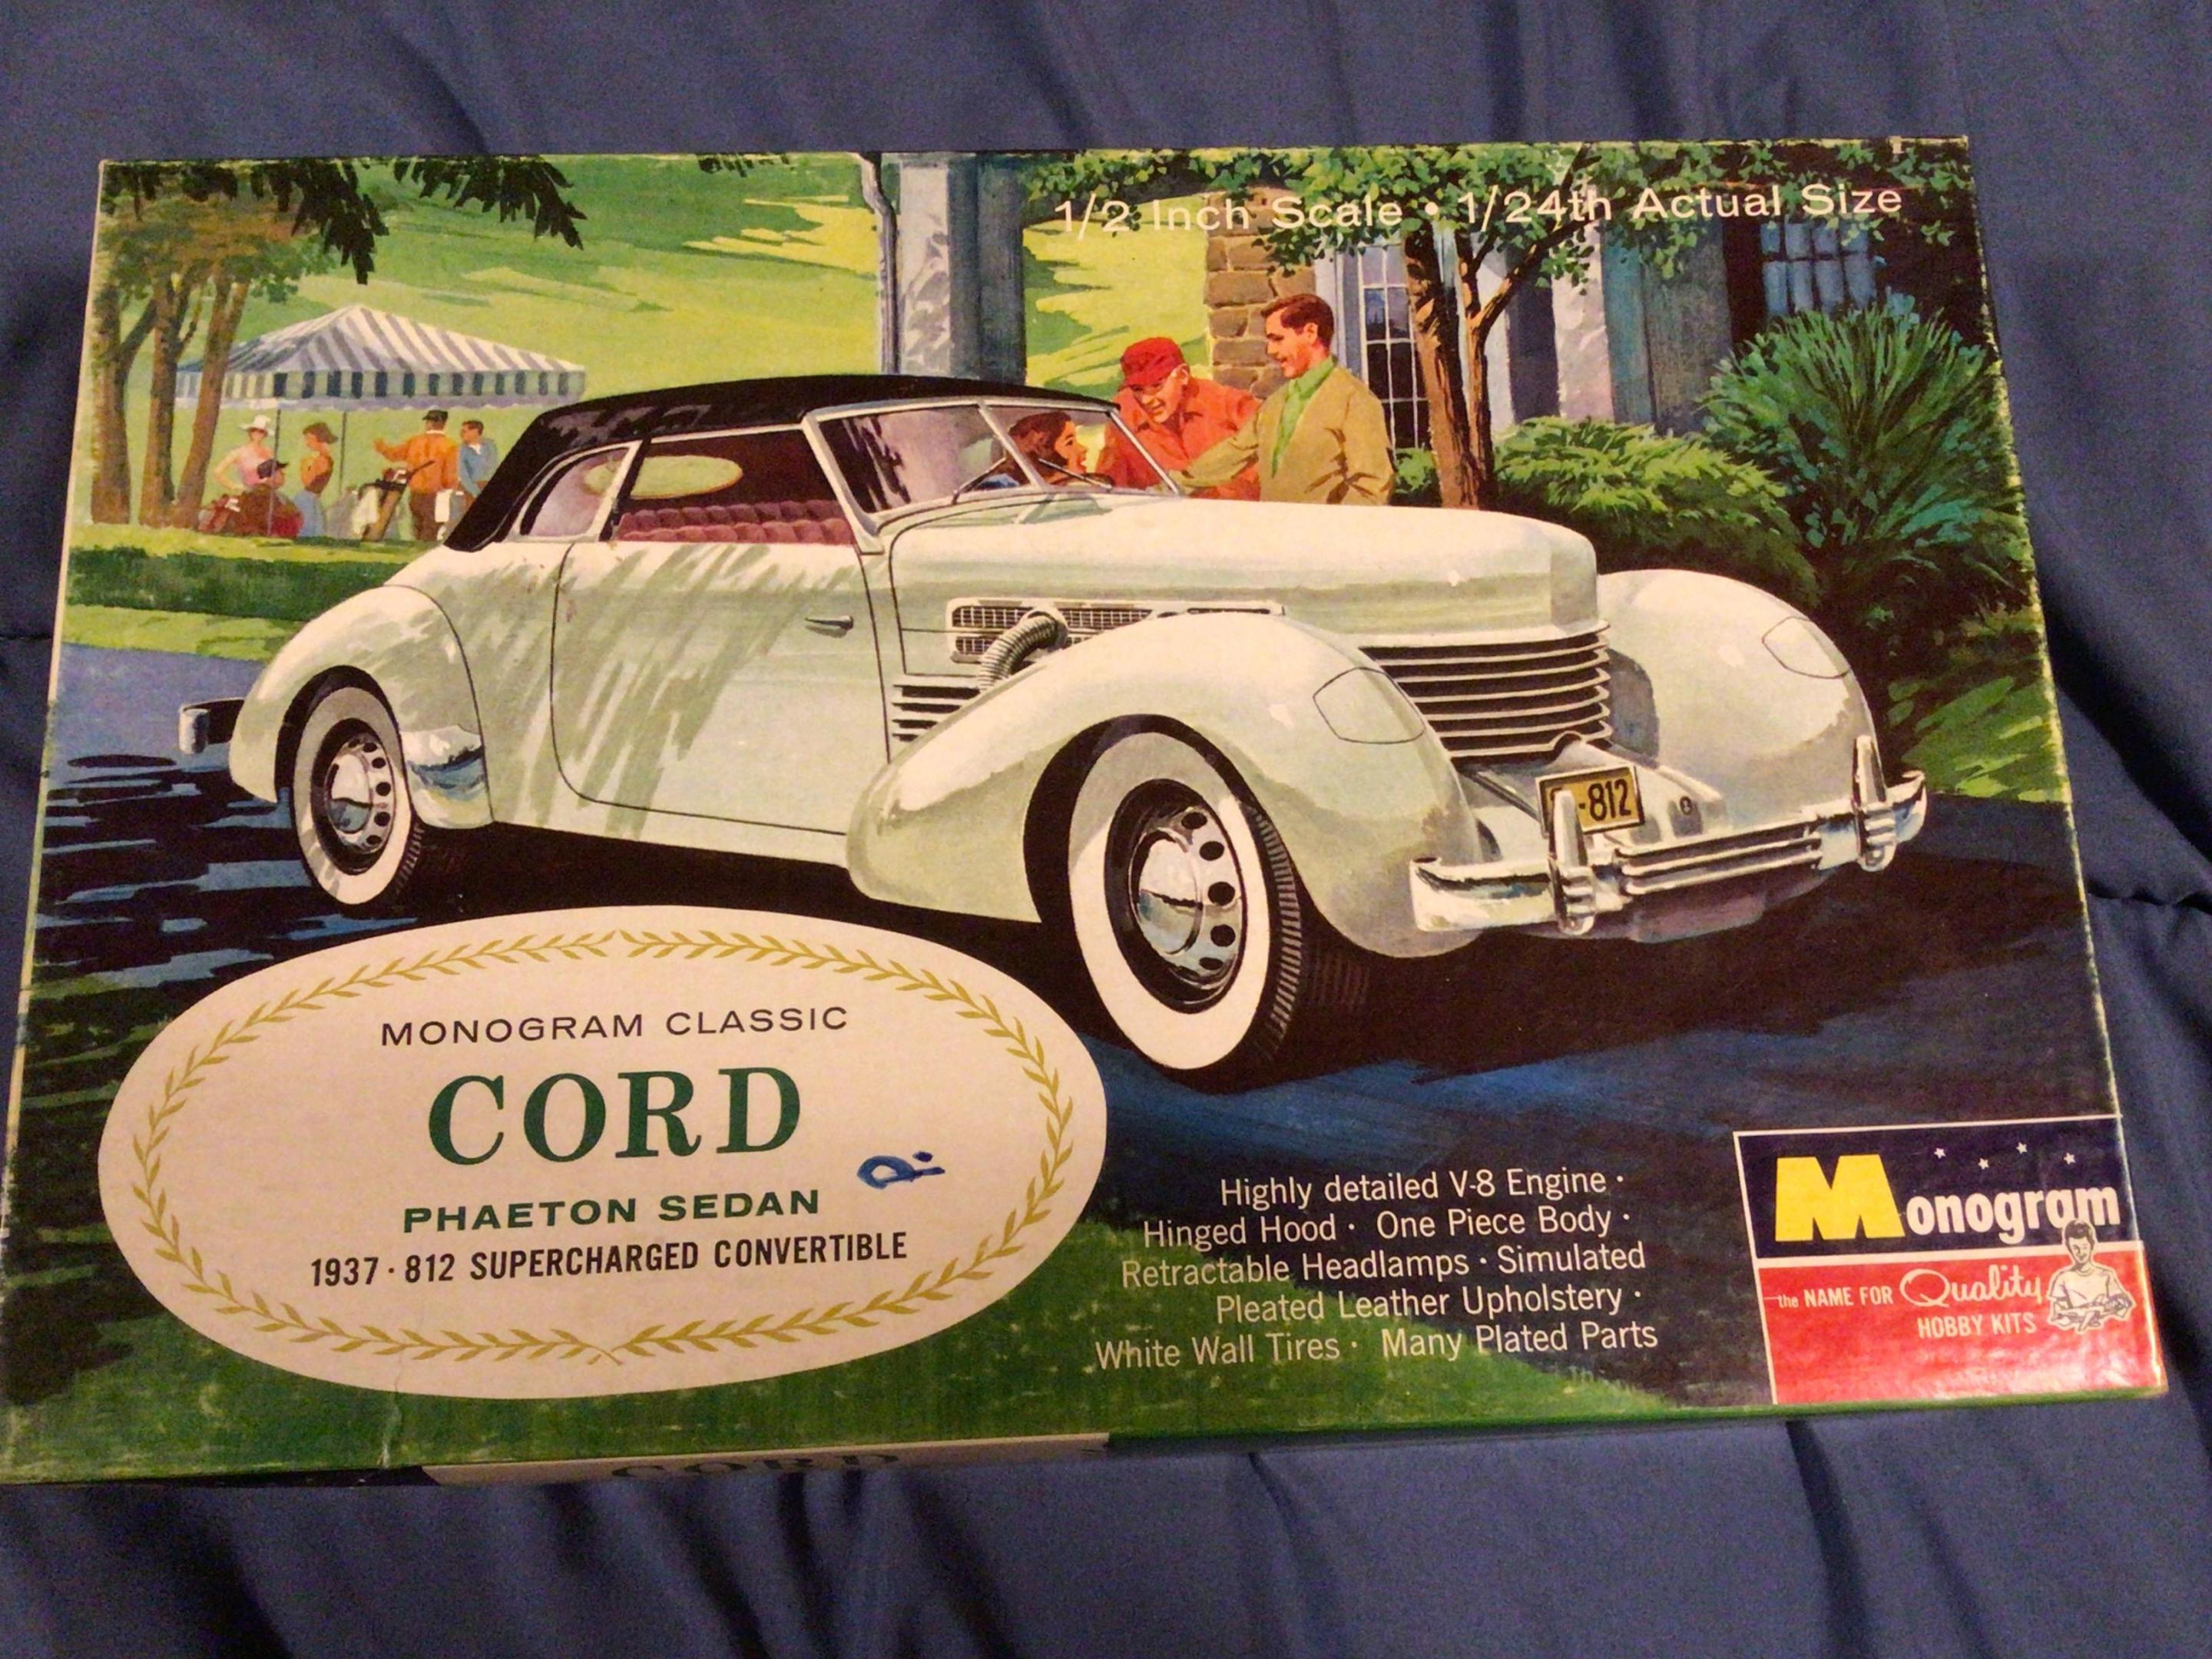 1/2 Inch Scale • 1/24th Actual Size
-812
MONOGRAM CLASSIC
CORD
PHAETON SEDAN
1937 · 812 SUPERCHARGED CONVERTIBLE
Highly detailed V-8 Engine ·
Hinged Hood · One Piece Body ·
Retractable Headlamps · Simulated
Pleated Leather Upholstery ·
White Wall Tires · Many Plated Parts
Monogram
the NAME FOR Quality
HOBBY KITS
CORD